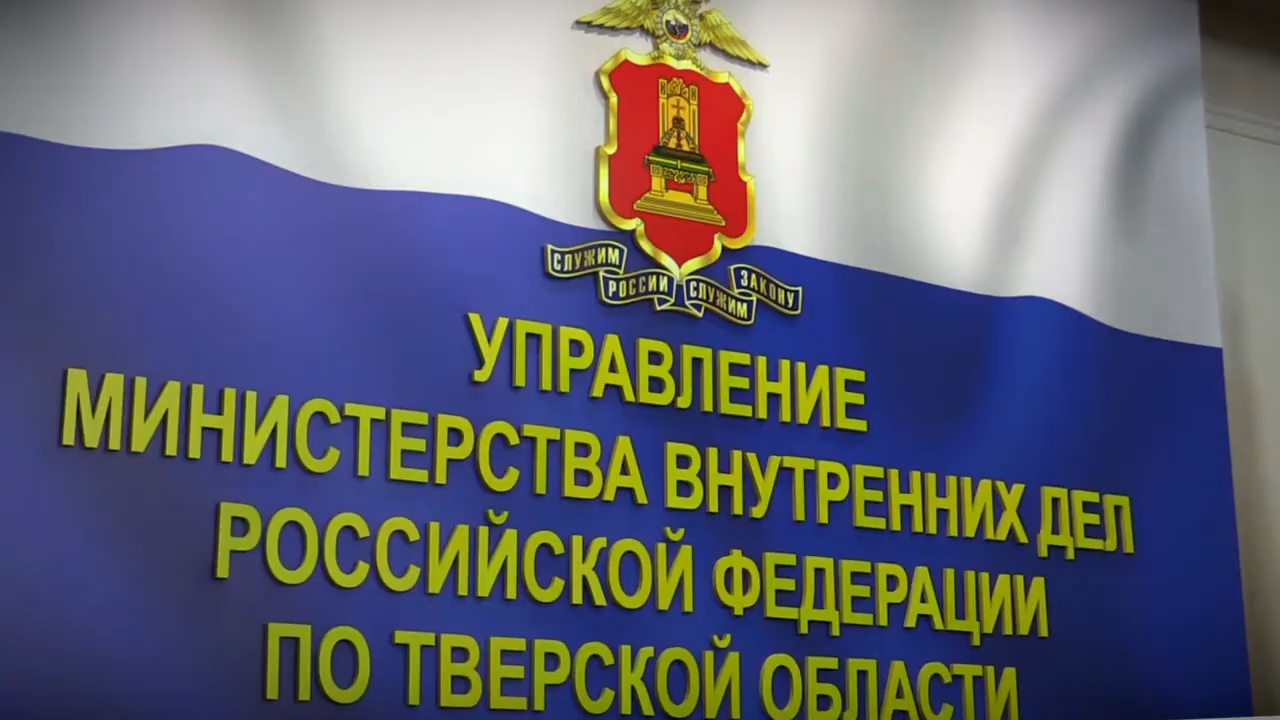 СЛУЖИМ РОССИИ СЛУЖИМ ЗАКОНУ
УПРАВЛЕНИЕ
МИНИСТЕРСТВА ВНУТРЕННИХ ДЕЛ
РОССИЙСКОЙ ФЕДЕРАЦИИ
ПО ТВЕРСКОЙ ОБЛАСТИ